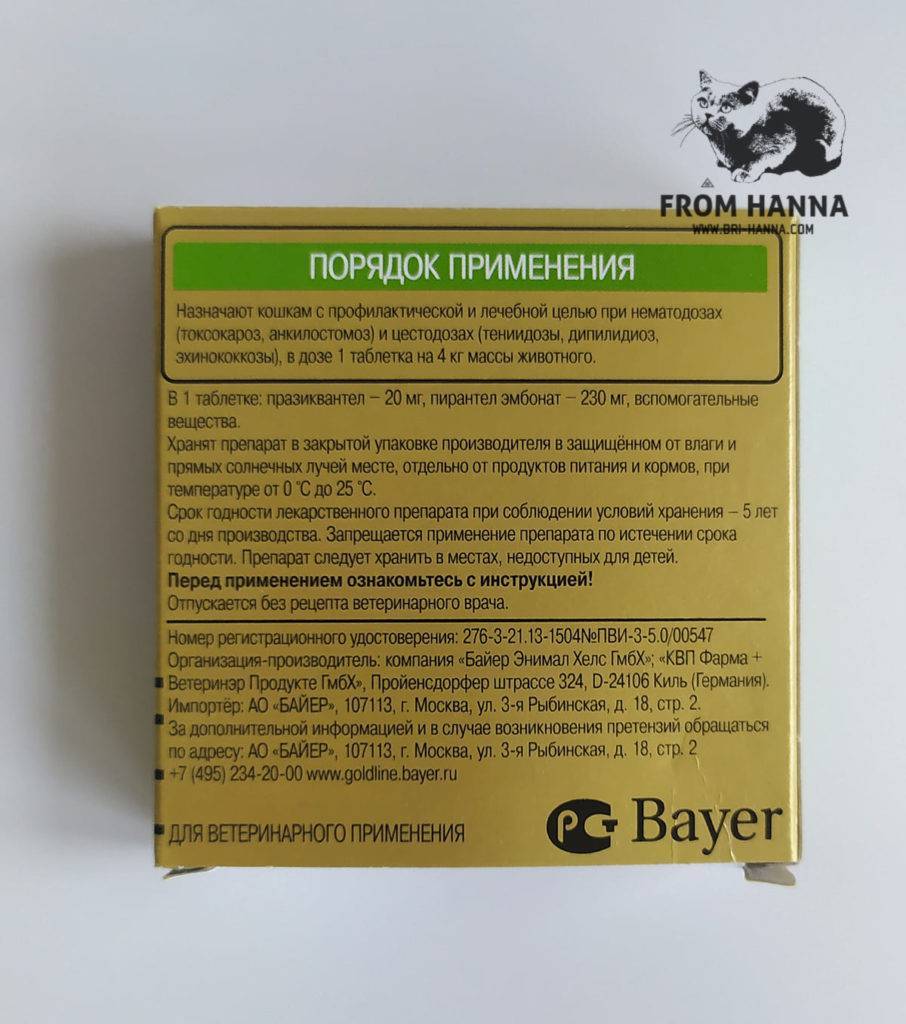 FROM HANNA
WWW.BRI-HANNA.COM
ПОРЯДОК ПРИМЕНЕНИЯ
Назначают кошкам с профилактической и лечебной целью при нематодозах
(токсокароз, анкилостомоз) и цестодозах (тениидозы, дипилидиоз,
эхинококкозы), в дозе 1 таблетка на 4 кг массы животного.
В 1 таблетке: празиквантел – 20 мг, пирантел эмбонат – 230 мг, вспомогательные
вещества.
Хранят препарат в закрытой упаковке производителя в защищённом от влаги и
прямых солнечных лучей месте, отдельно от продуктов питания и кормов, при
температуре от 0 °С до 25 °С.
Срок годности лекарственного препарата при соблюдении условий хранения – 5 лет
со дня производства. Запрещается применение препарата по истечении срока
годности. Препарат следует хранить в местах, недоступных для детей.
Перед применением ознакомьтесь с инструкцией!
Отпускается без рецепта ветеринарного врача.
Номер регистрационного удостоверения: 276-3-21.13-1504№ПВИ-3-5.0/00547
Организация-производитель: компания «Байер Энимал Хелс ГмбХ»; «КВП Фарма +
Ветеринэр Продукте ГмбХ», Пройенсдорфер штрассе 324, D-24106 Киль (Германия).
Импортёр: АО «БАЙЕР», 107113, г. Москва, ул. 3-я Рыбинская, д. 18, стр. 2.
За дополнительной информацией и в случае возникновения претензий обращаться
по адресу: АО «БАЙЕР», 107113, г. Москва, ул. 3-я Рыбинская, д. 18, стр. 2
+7 (495) 234-20-00 www.goldline.bayer.ru
ДЛЯ ВЕТЕРИНАРНОГО ПРИМЕНЕНИЯ
РСТ Bayer